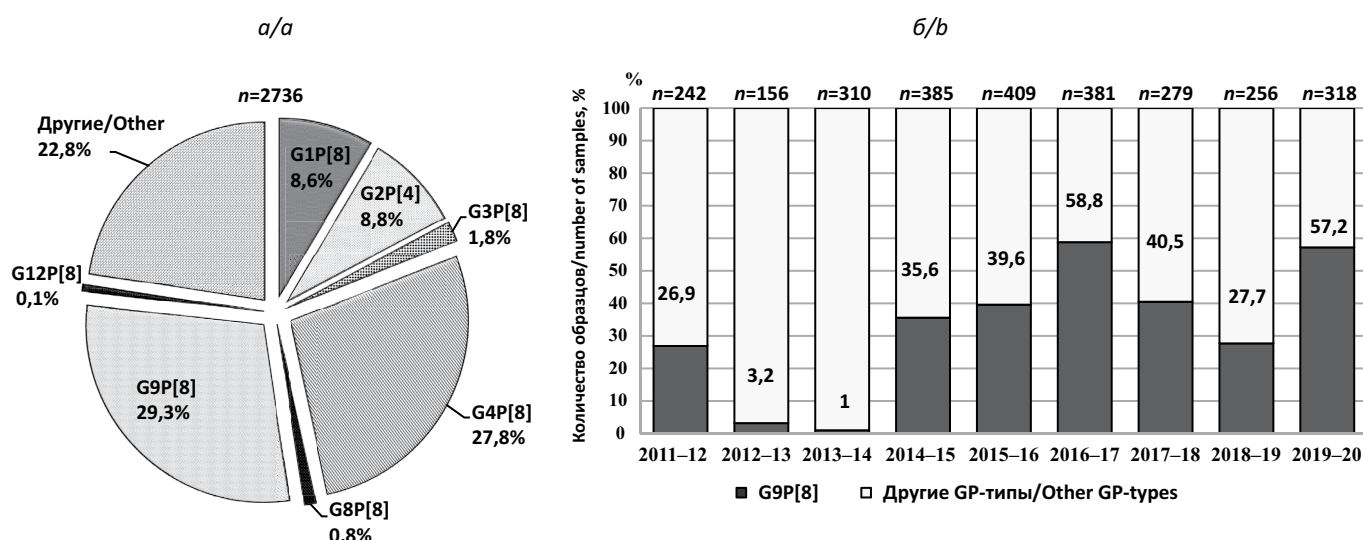 а/a
n=2736
Другие/Other
22,8%
G1P[8]
8,6%
G2P[4]
8,8%
G3P[8]
1,8%
G12P[8]
0,1%
G9P[8]
29,3%
G4P[8]
27,8%
G8P[8]
0,8%
б/b
%
n=242 n=156 n=310 n=385 n=409 n=381 n=279 n=256 n=318
Количество образцов/number of samples, %
100
90
80
70
60
50
40
30
20
10
0
26,9 3,2 1 35,6 39,6 58,8 40,5 27,7 57,2
2011–12 2012–13 2013–14 2014–15 2015–16 2016–17 2017–18 2018–19 2019–20
G9P[8] Другие GP-типы/Other GP-types